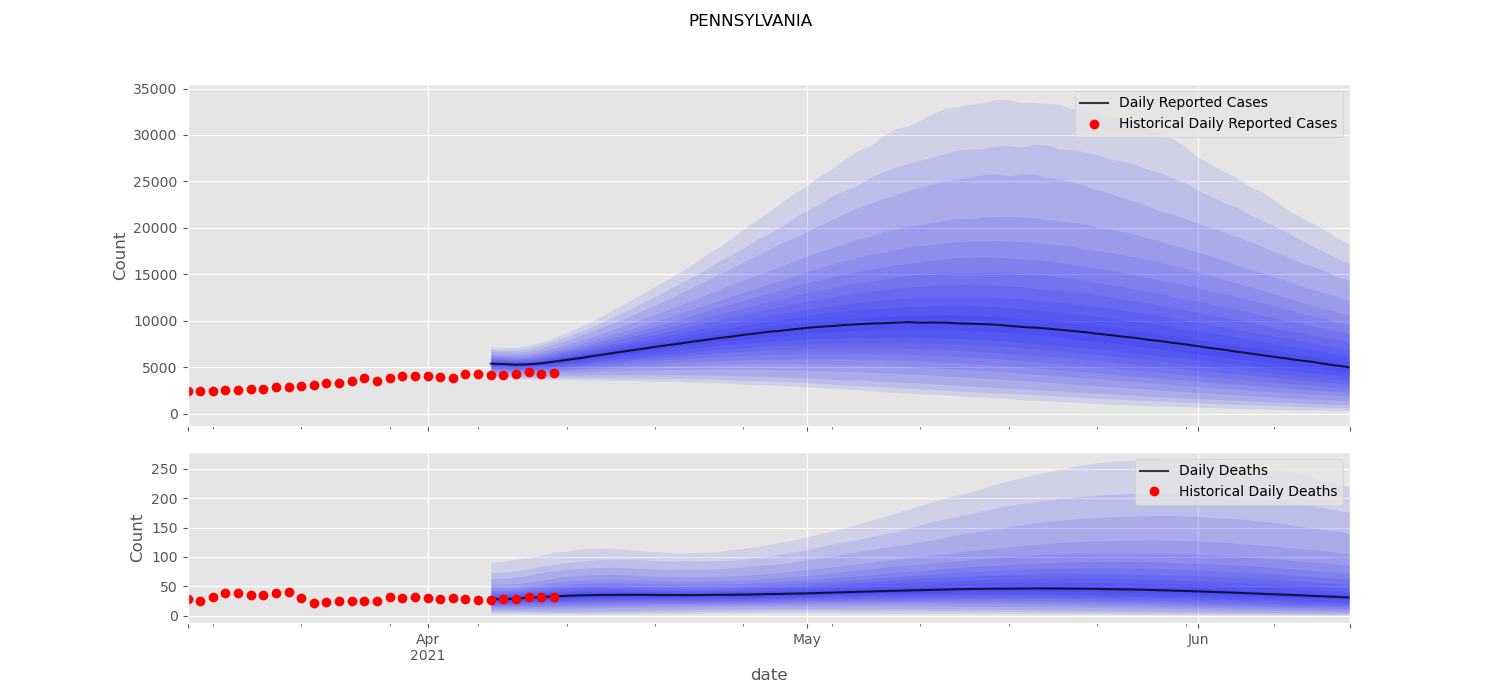 PENNSYLVANIA
35000
30000
25000
20000
15000
10000
5000
0
Count
Daily Reported Cases
Historical Daily Reported Cases
250
200
150
100
50
0
Count
Daily Deaths
Historical Daily Deaths
Apr
2021
May
Jun
date